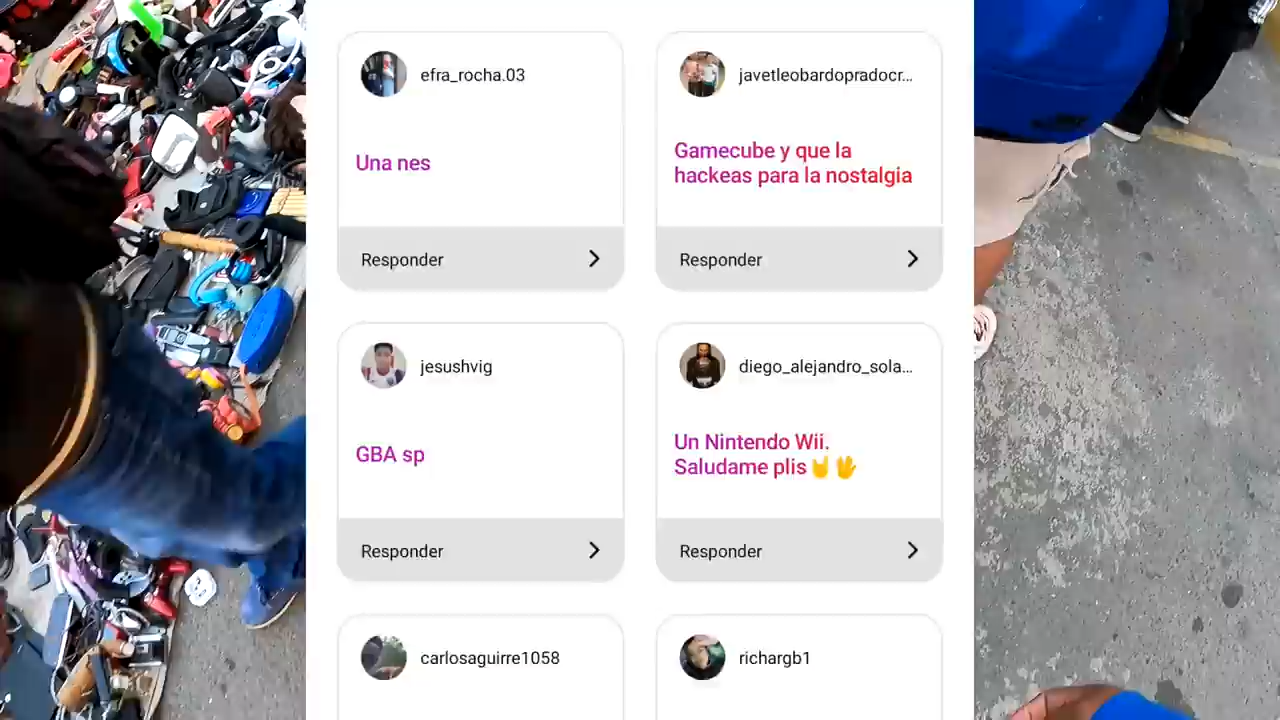 efra_rocha.03
Una nes
Responder
javetleobardopradocr...
Gamecube y que la
hackeas para la nostalgia
Responder
jesushvig
GBA sp
Responder
diego_alejandro_sola...
Un Nintendo Wii.
Saludame plis🤘🖖
Responder
carlosaguirre1058
richargb1